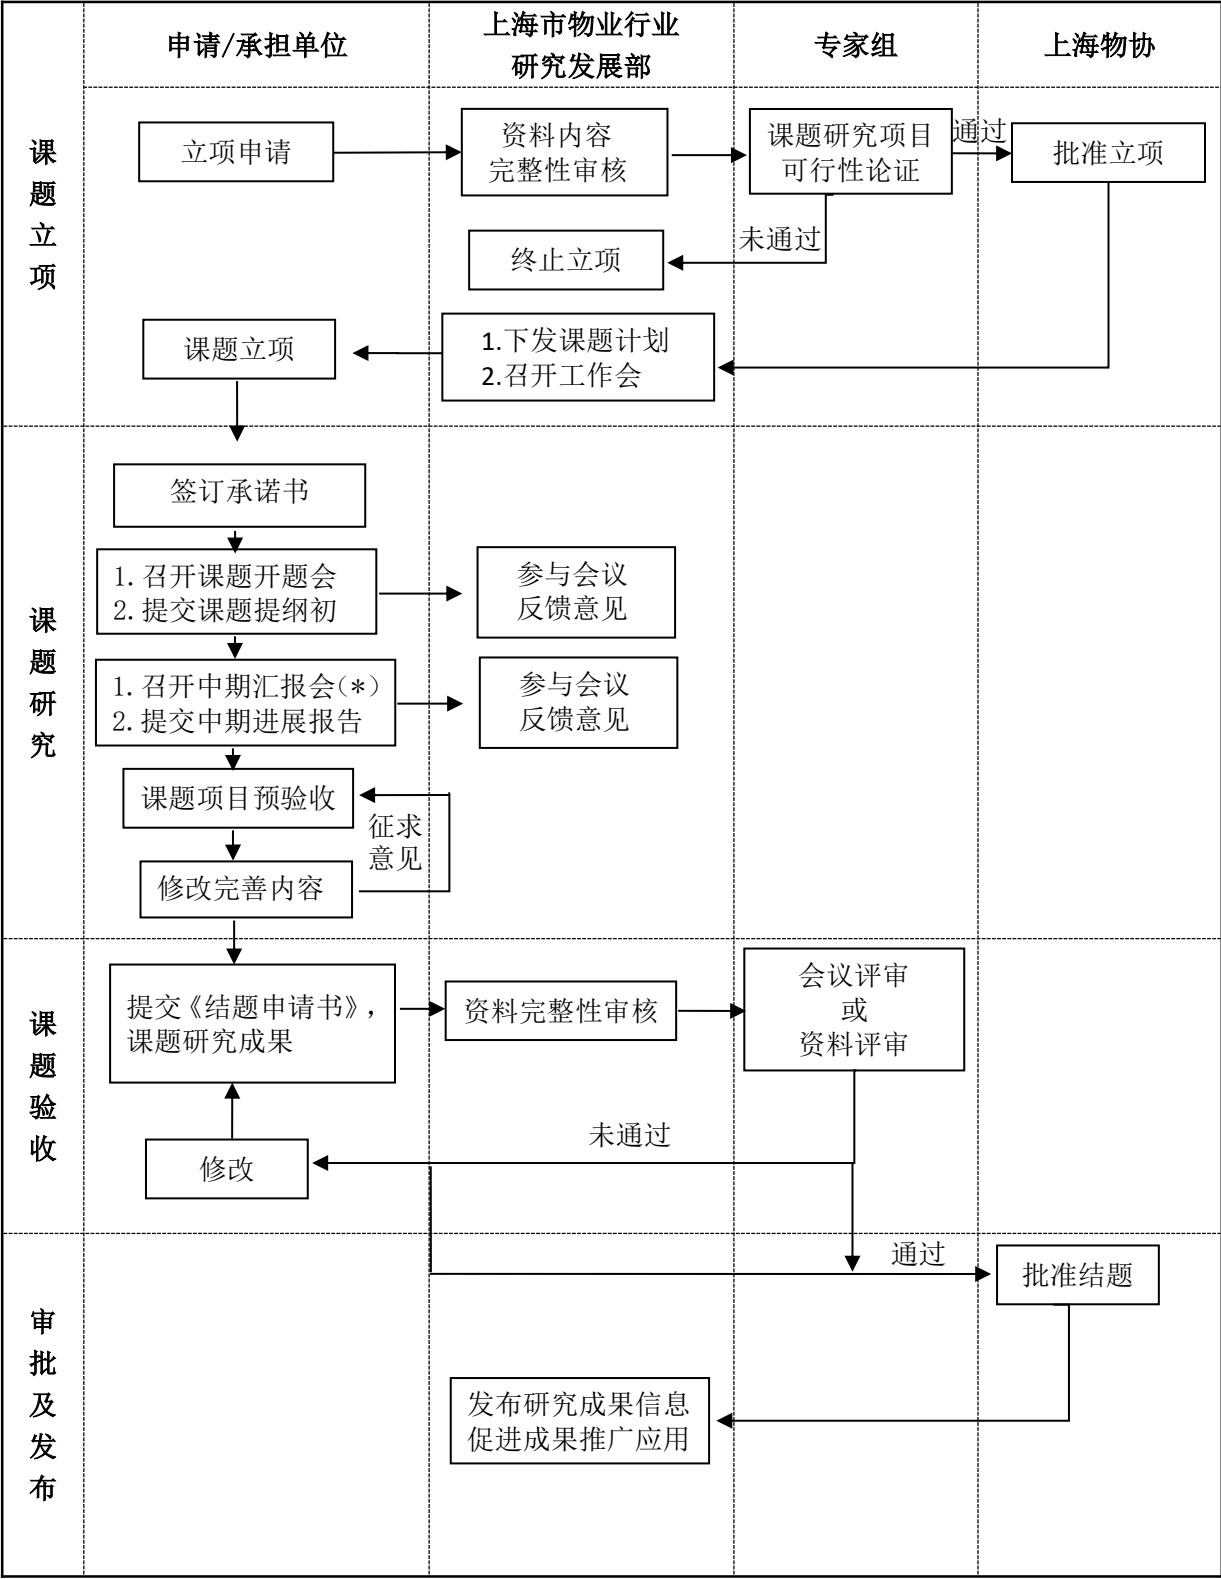 申请/承担单位
上海市物业行业
研究发展部
专家组
上海物协
课题立项
立项申请
资料内容
完整性审核
课题研究项目
可行性论证
通过
批准立项
未通过
终止立项
课题立项
1.下发课题计划
2.召开工作会
课题研究
签订承诺书
1.召开课题开题会
2.提交课题提纲初
参与会议
反馈意见
1.召开中期汇报会(*)
2.提交中期进展报告
参与会议
反馈意见
课题项目预验收
征求
意见
修改完善内容
课题验收
提交《结题申请书》，
课题研究成果
资料完整性审核
会议评审
或
资料评审
未通过
修改
审批及发布
通过
批准结题
发布研究成果信息
促进成果推广应用